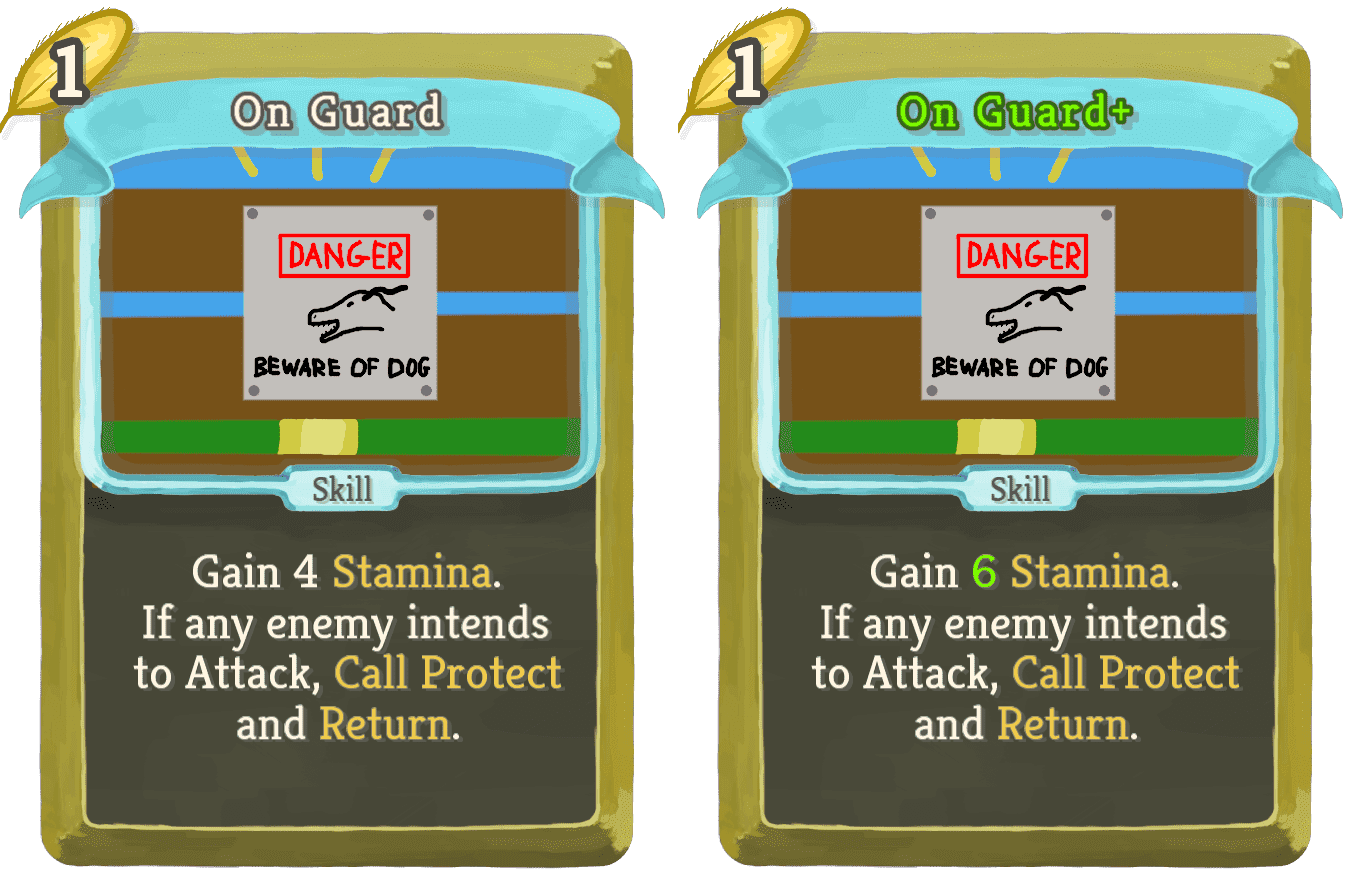 1
On Guard
DANGER
BEWARE OF DOG
Skill
Gain 4 Stamina.
If any enemy intends
to Attack, Call Protect
and Return.
1
On Guard+
DANGER
BEWARE OF DOG
Skill
Gain 6 Stamina.
If any enemy intends
to Attack, Call Protect
and Return.